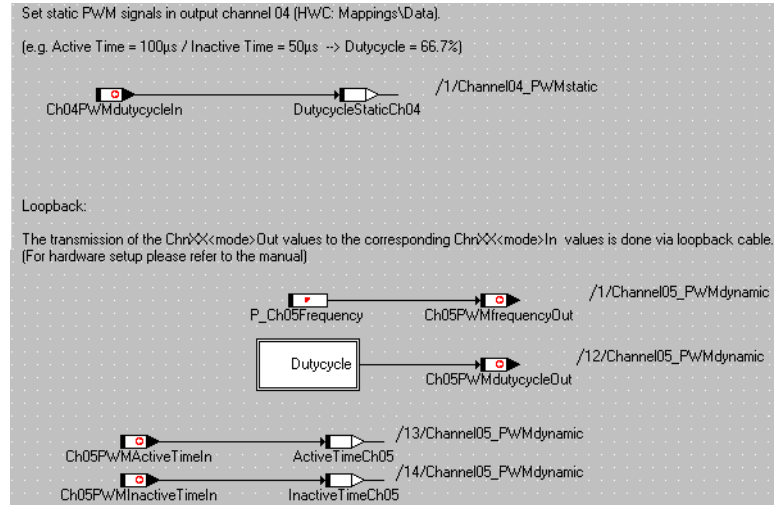 Set static PWM signals in output channel 04 (HWC: Mappings\Data).
(e.g. Active Time = 100µs / Inactive Time = 50µs --> Dutycycle = 66.7%)
/1/Channel04_PWMstatic
Ch04PWMdutycycleIn DutycycleStaticCh04
Loopback:
The transmission of the ChnXX<mode>Out values to the corresponding ChnXX<mode>In values is done via loopback cable.
(For hardware setup please refer to the manual)
/1/Channel05_PWMdynamic
P_Ch05Frequency Ch05PWMfrequencyOut
Dutycycle /12/Channel05_PWMdynamic
Ch05PWMdutycycleOut
/13/Channel05_PWMdynamic
Ch05PWMActiveTimeIn ActiveTimeCh05
/14/Channel05_PWMdynamic
Ch05PWMInactiveTimeIn InactiveTimeCh05